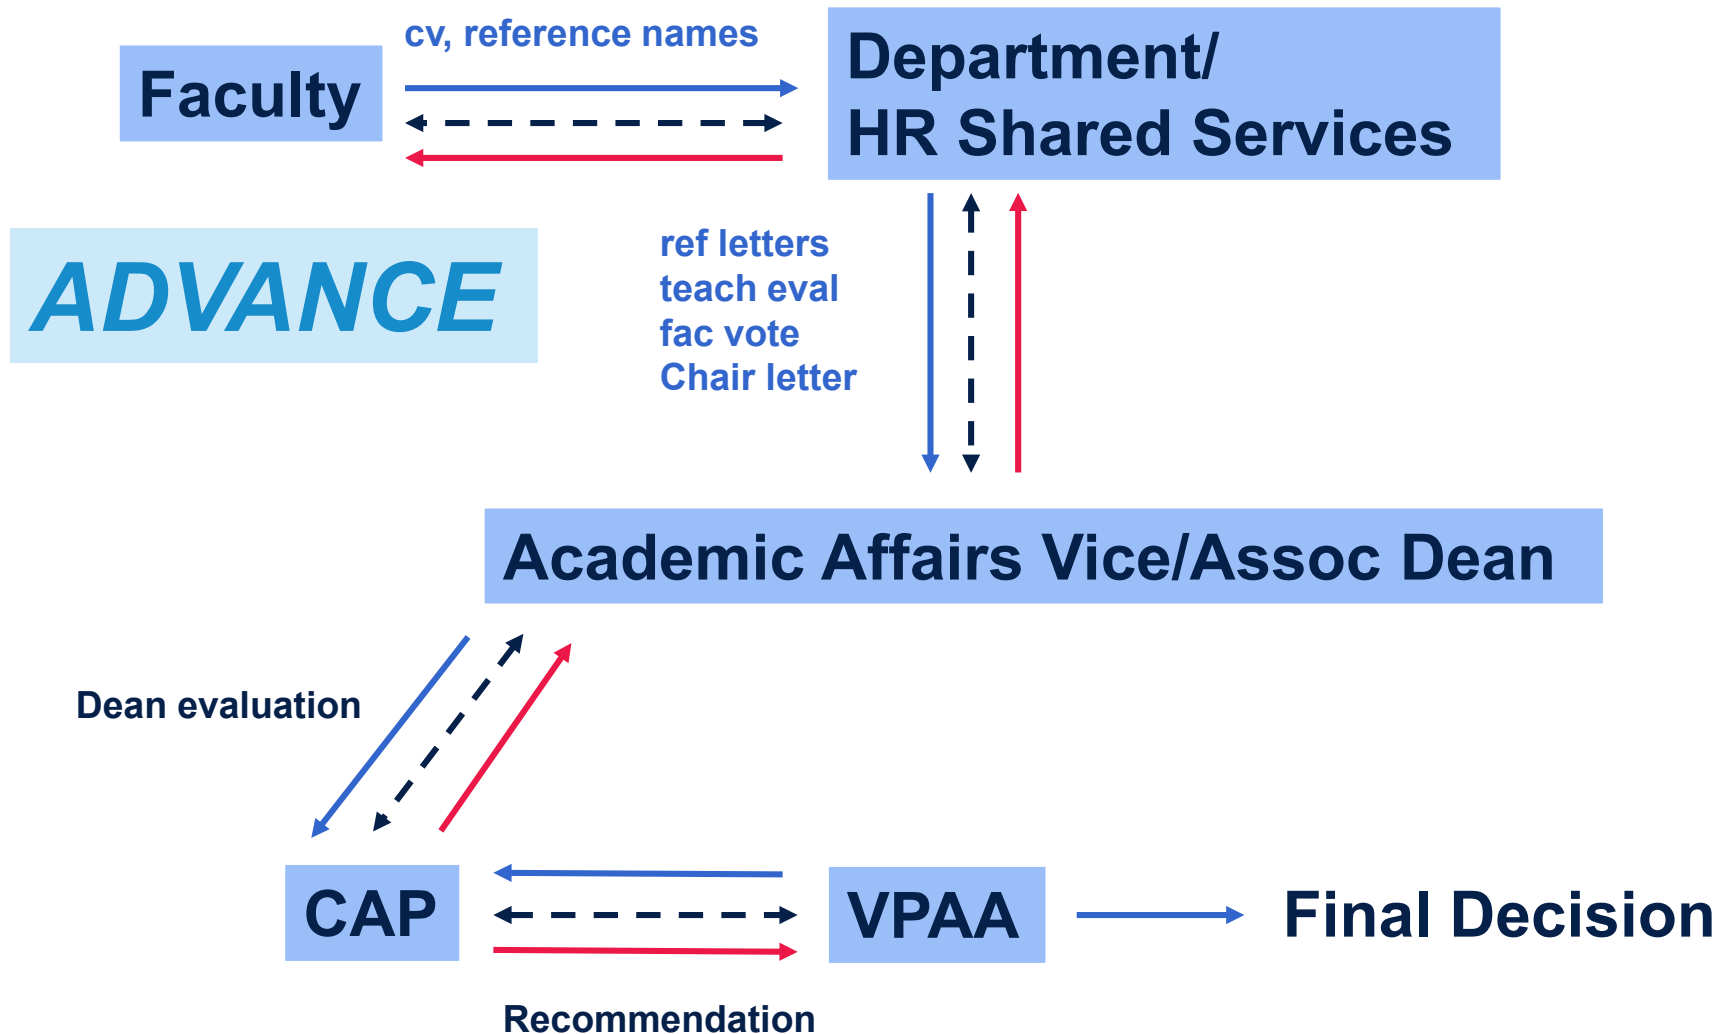 cv, reference names
Faculty
Department/
HR Shared Services
ADVANCE
ref letters
teach eval
fac vote
Chair letter
Academic Affairs Vice/Assoc Dean
Dean evaluation
CAP
VPAA
Final Decision
Recommendation